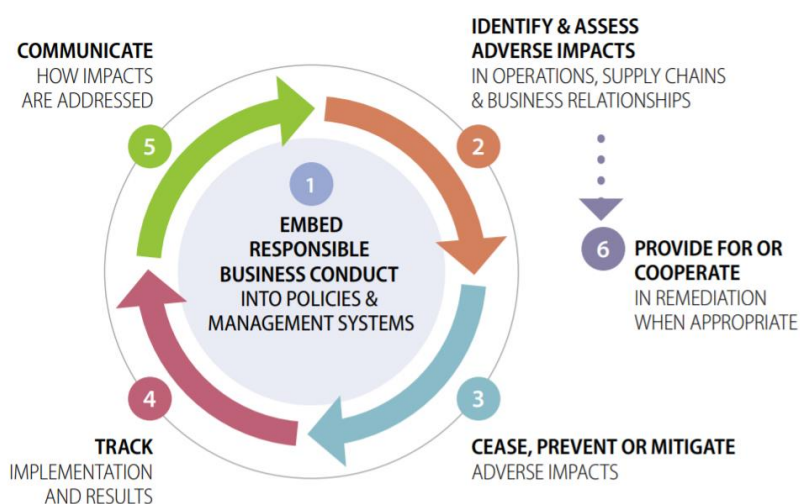 1
EMBED
RESPONSIBLE
BUSINESS CONDUCT
INTO POLICIES &
MANAGEMENT SYSTEMS
2
IDENTIFY & ASSESS
ADVERSE IMPACTS
IN OPERATIONS, SUPPLY CHAINS
& BUSINESS RELATIONSHIPS
3
CEASE, PREVENT OR MITIGATE
ADVERSE IMPACTS
4
TRACK
IMPLEMENTATION
AND RESULTS
5
COMMUNICATE
HOW IMPACTS
ARE ADDRESSED
6
PROVIDE FOR OR
COOPERATE
IN REMEDIATION
WHEN APPROPRIATE